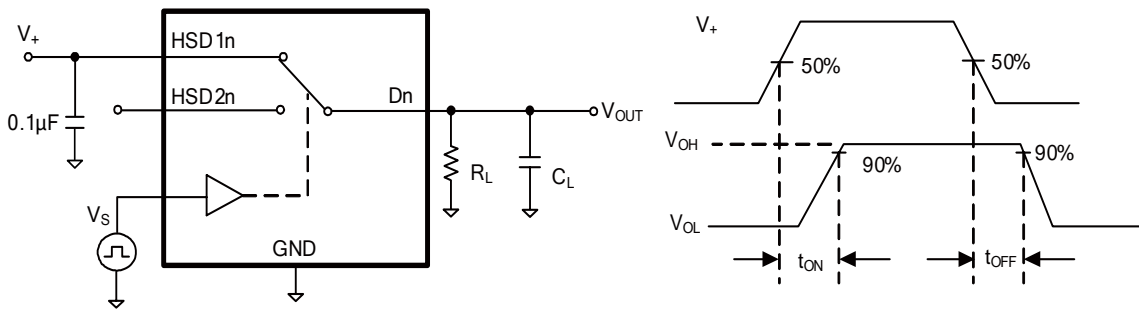 V+
HSD1n
HSD2n
Dn
0.1µF
VOUT
RL
CL
VS
GND
V+
50%
50%
VOH
90%
90%
VOL
tON
tOFF